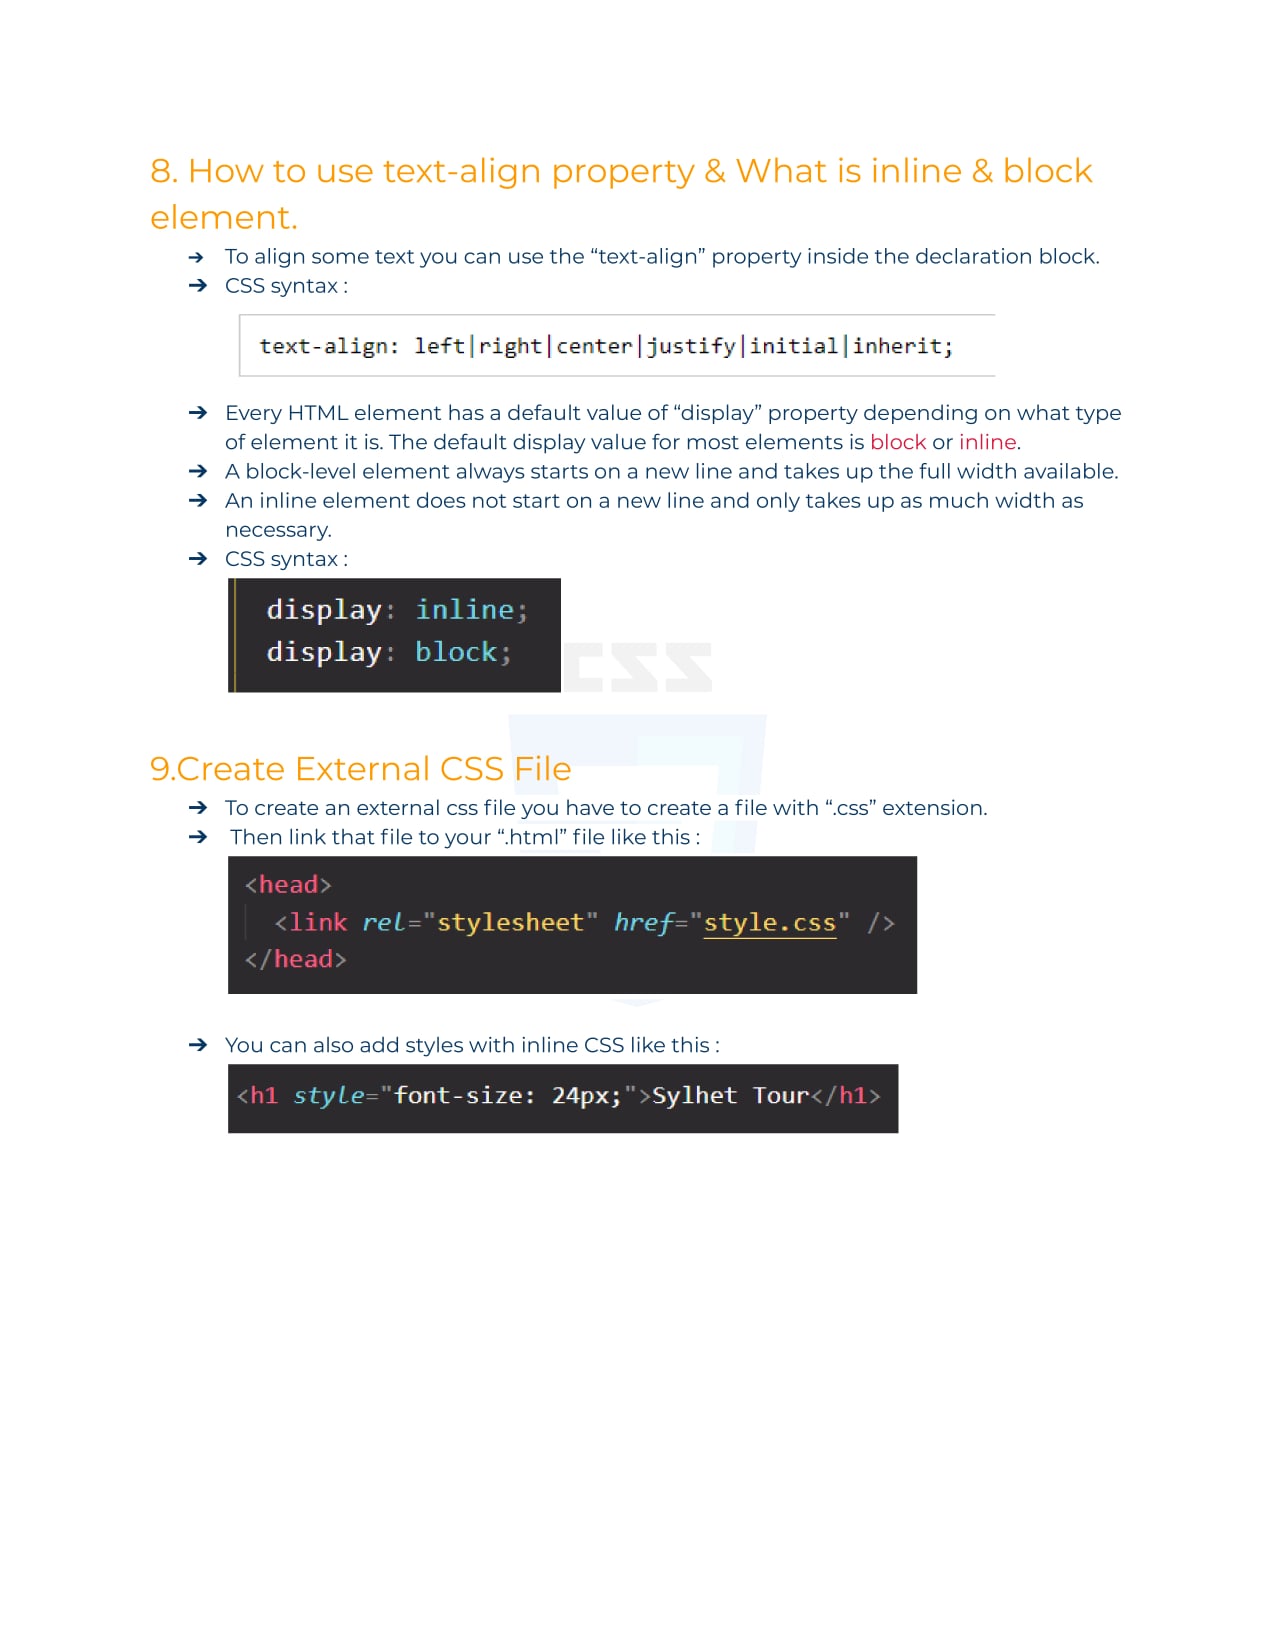 8. How to use text-align property & What is inline & block
element.
➔ To align some text you can use the “text-align” property inside the declaration block.
➔ CSS syntax :
text-align: left|right|center|justify|initial|inherit;
➔ Every HTML element has a default value of “display” property depending on what type
of element it is. The default display value for most elements is block or inline.
➔ A block-level element always starts on a new line and takes up the full width available.
➔ An inline element does not start on a new line and only takes up as much width as
necessary.
➔ CSS syntax :
display: inline;
display: block;
CSS
9.Create External CSS File
➔ To create an external css file you have to create a file with “.css” extension.
➔ Then link that file to your “.html” file like this :
<head>
<link rel="stylesheet" href="style.css" />
</head>
➔ You can also add styles with inline CSS like this :
<h1 style="font-size: 24px;">Sylhet Tour</h1>